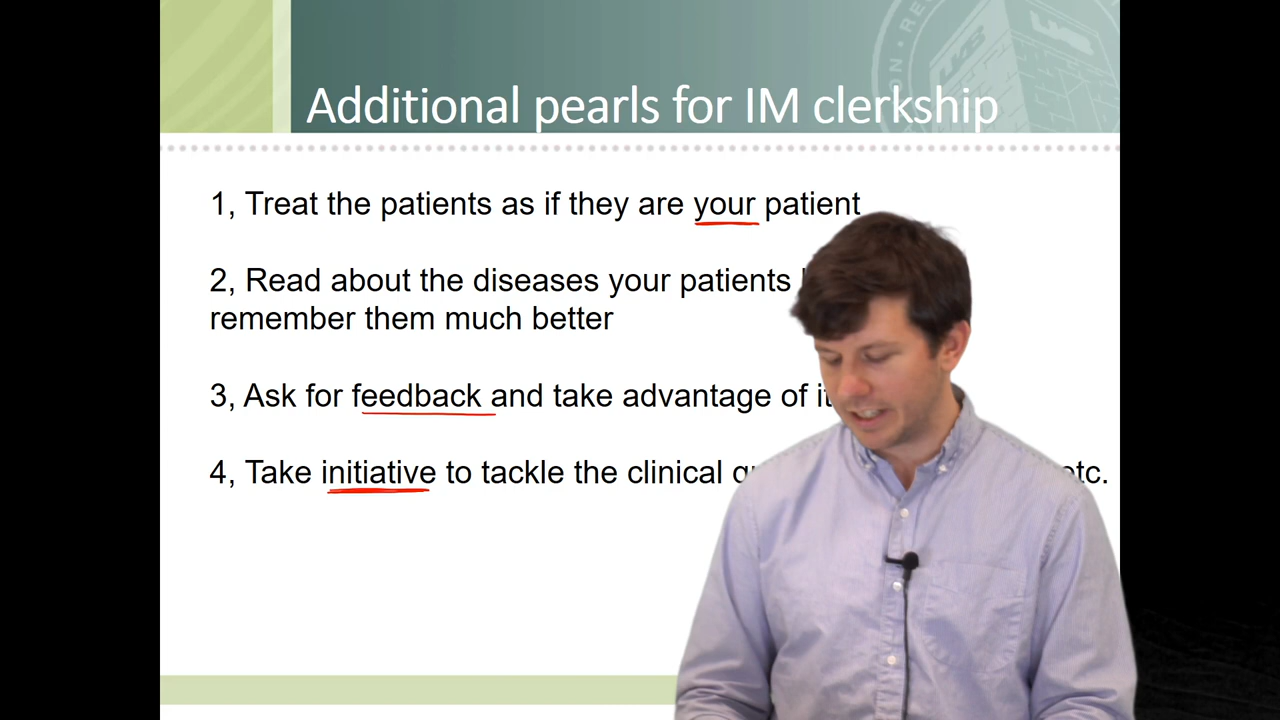 Additional pearls for IM clerkship
1, Treat the patients as if they are your patient
2, Read about the diseases your patients
remember them much better
3, Ask for feedback and take advantage of it
4, Take initiative to tackle the clinical etc.